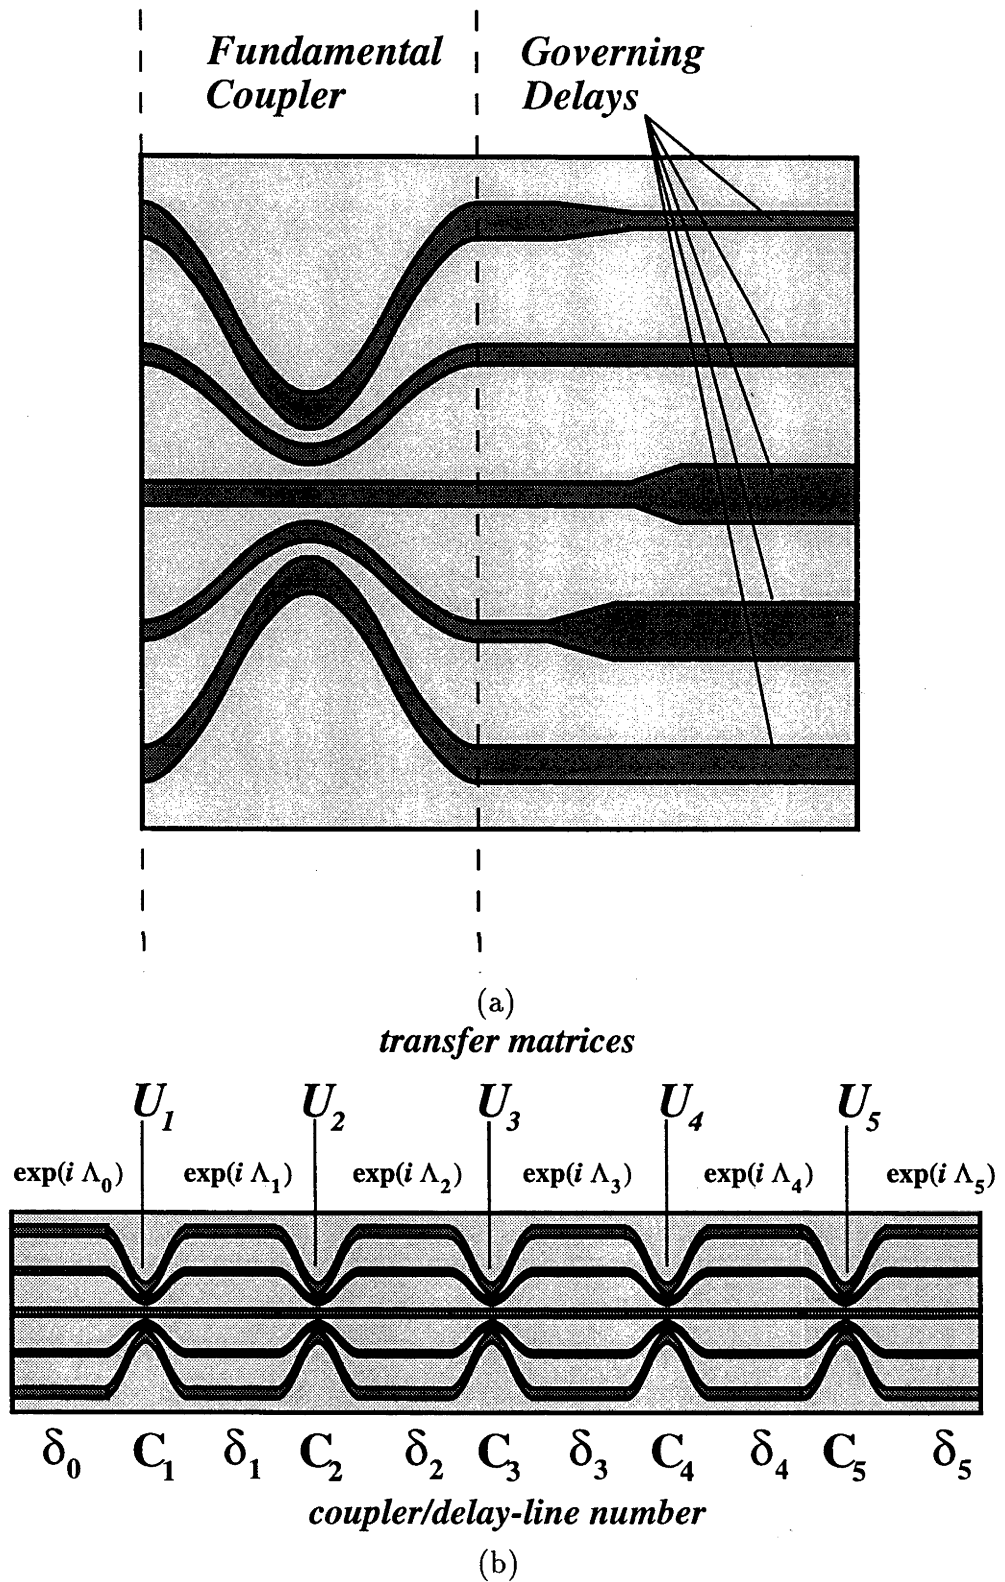 Fundamental
Coupler
Governing
Delays
(a)
transfer matrices
U1 U2 U3 U4 U5
exp(i Λ0) exp(i Λ1) exp(i Λ2) exp(i Λ3) exp(i Λ4) exp(i Λ5)
δ0 C1 δ1 C2 δ2 C3 δ3 C4 δ4 C5 δ5
coupler/delay-line number
(b)